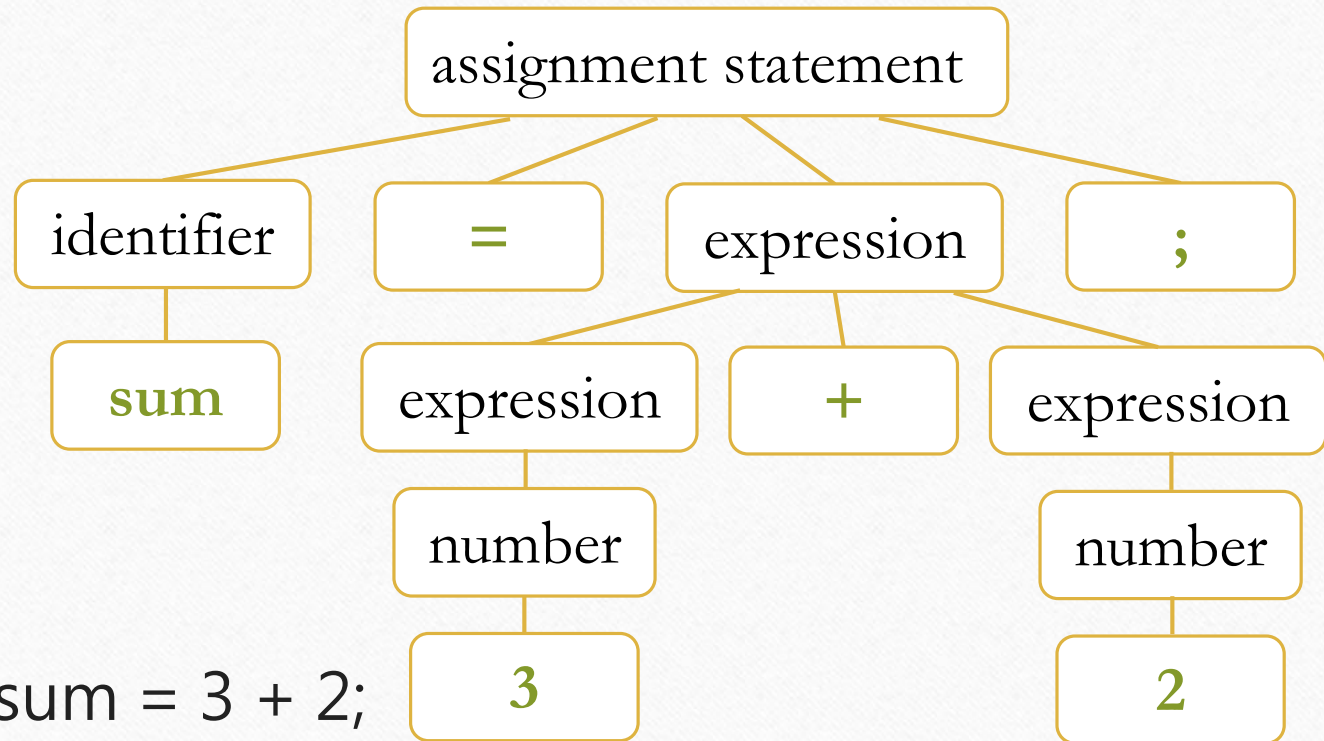 assignment statement
identifier
=
expression
;
sum
expression
+
expression
number
number
3
2
sum = 3 + 2;